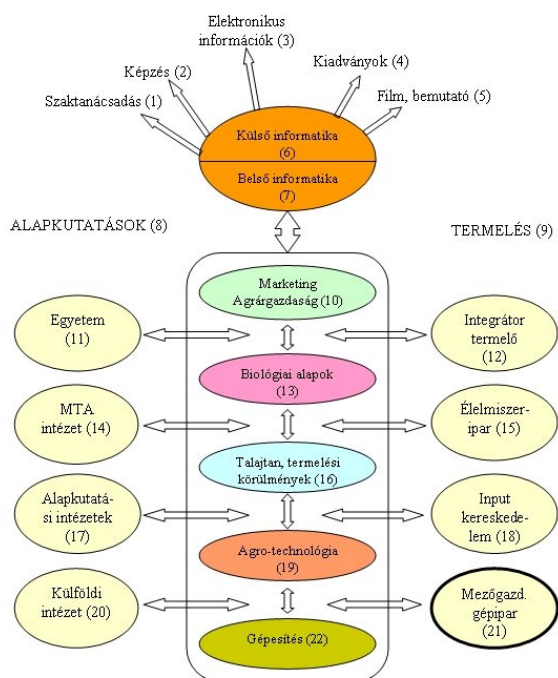 Elektronikus
információk (3)
Képzés (2)
Kiadványok (4)
Szaktanácsadás (1)
Film, bemutató (5)
Külső informatika
(6)
Belső informatika
(7)
ALAPKUTATÁSOK (8)
TERMELÉS (9)
Marketing
Agrárgazdaság (10)
Egyetem
(11)
Integrátor
termelő
(12)
Biológiai alapok
(13)
MTA
intézet (14)
Élelmiszer-
ipar (15)
Talajtan, termelési
körülmények (16)
Alapkutatá-
si intézetek
(17)
Input
kereskede-
lem (18)
Agro-technológia
(19)
Külföldi
intézet (20)
Mezőgazd.
gépipar
(21)
Gépesítés (22)